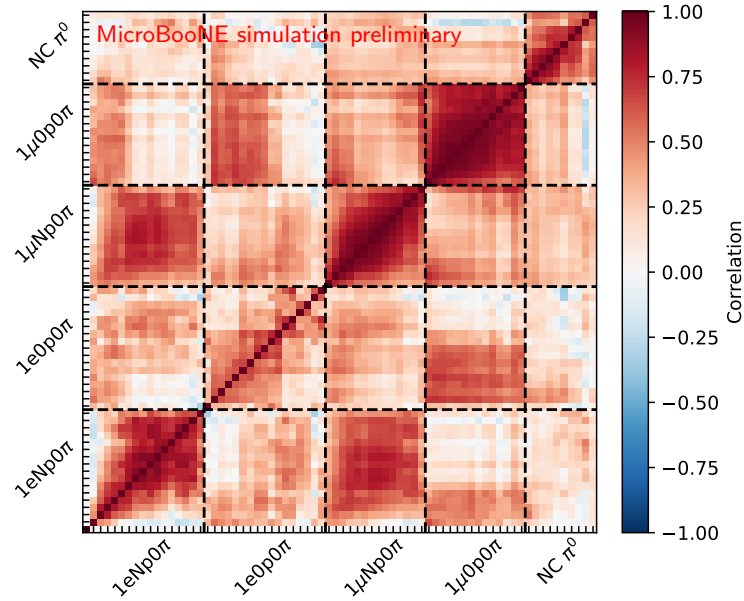 MicroBooNE simulation preliminary
NC π⁰
1μ0p0π
1μNp0π
1e0p0π
1eNp0π
1eNp0π
1e0p0π
1μNp0π
1μ0p0π
NC π⁰
1.00
0.75
0.50
0.25
0.00
−0.25
−0.50
−0.75
−1.00
Correlation